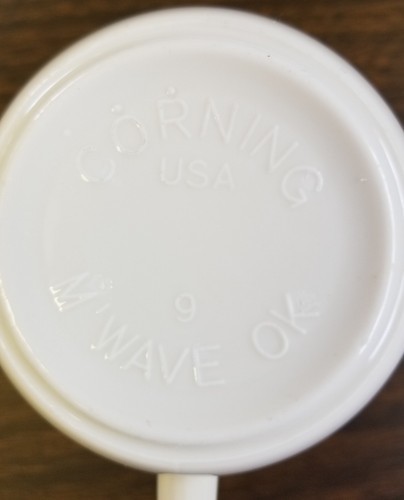 CORNING
USA
9
M'WAVE OK